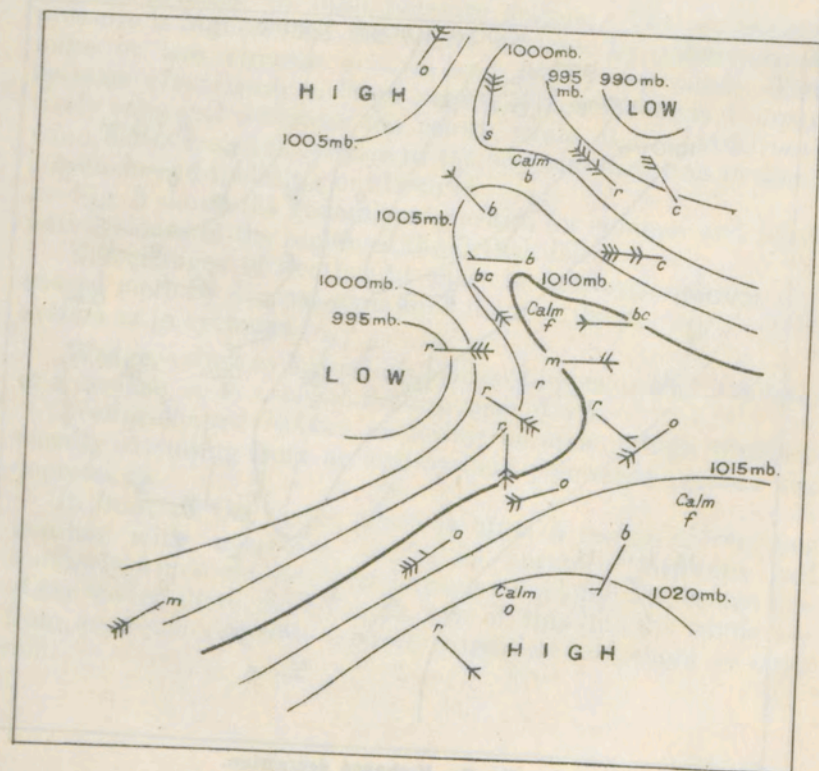 o
1000mb.
995 mb.
990mb.
HIGH
LOW
1005mb.
s
Calm b
r
c
b
1005mb.
b
c
bc
1010mb.
1000mb.
Calm f
bc
995mb.
r
m
LOW
r
r
r
r
o
1015mb.
o
Calm f
o
b
Calm o
1020mb.
m
r
HIGH